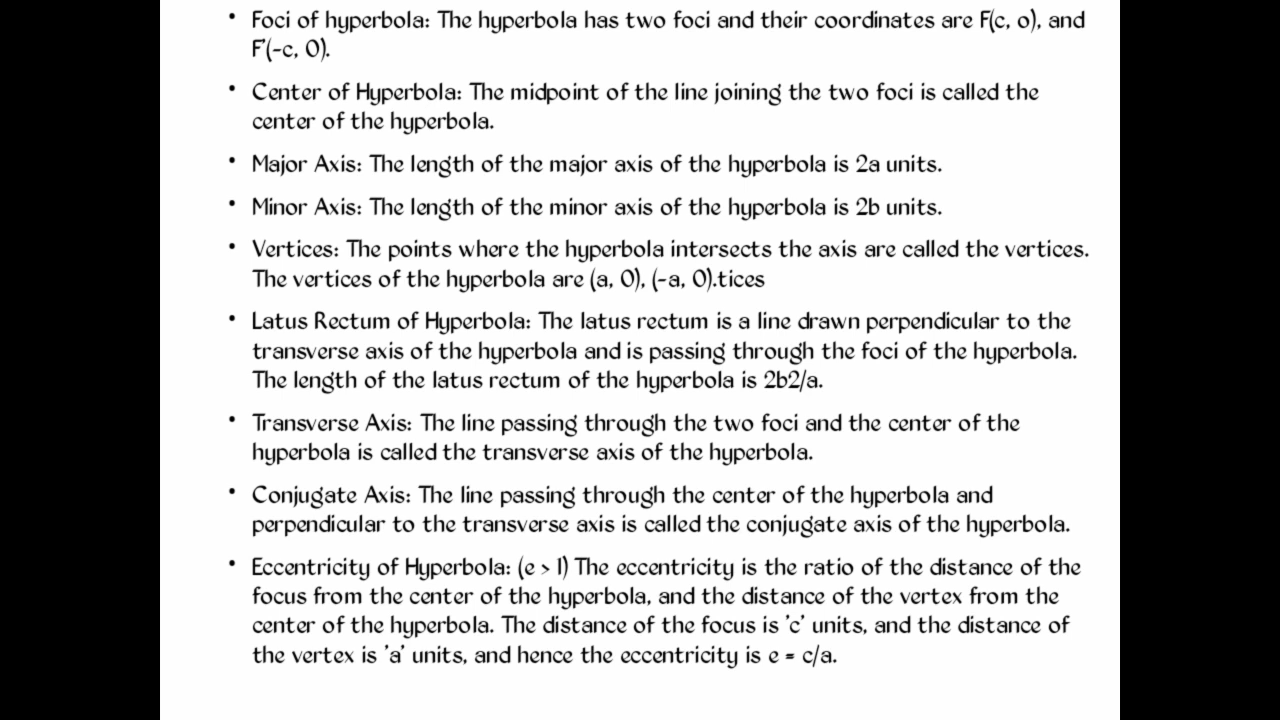 • Foci of hyperbola: The hyperbola has two foci and their coordinates are F(c, o), and
F'(-c, 0).
• Center of Hyperbola: The midpoint of the line joining the two foci is called the
center of the hyperbola.
• Major Axis: The length of the major axis of the hyperbola is 2a units.
• Minor Axis: The length of the minor axis of the hyperbola is 2b units.
• Vertices: The points where the hyperbola intersects the axis are called the vertices.
The vertices of the hyperbola are (a, 0), (-a, 0).tices
• Latus Rectum of Hyperbola: The latus rectum is a line drawn perpendicular to the
transverse axis of the hyperbola and is passing through the foci of the hyperbola.
The length of the latus rectum of the hyperbola is 2b2/a.
• Transverse Axis: The line passing through the two foci and the center of the
hyperbola is called the transverse axis of the hyperbola.
• Conjugate Axis: The line passing through the center of the hyperbola and
perpendicular to the transverse axis is called the conjugate axis of the hyperbola.
• Eccentricity of Hyperbola: (e > 1) The eccentricity is the ratio of the distance of the
focus from the center of the hyperbola, and the distance of the vertex from the
center of the hyperbola. The distance of the focus is 'c' units, and the distance of
the vertex is 'a' units, and hence the eccentricity is e = c/a.